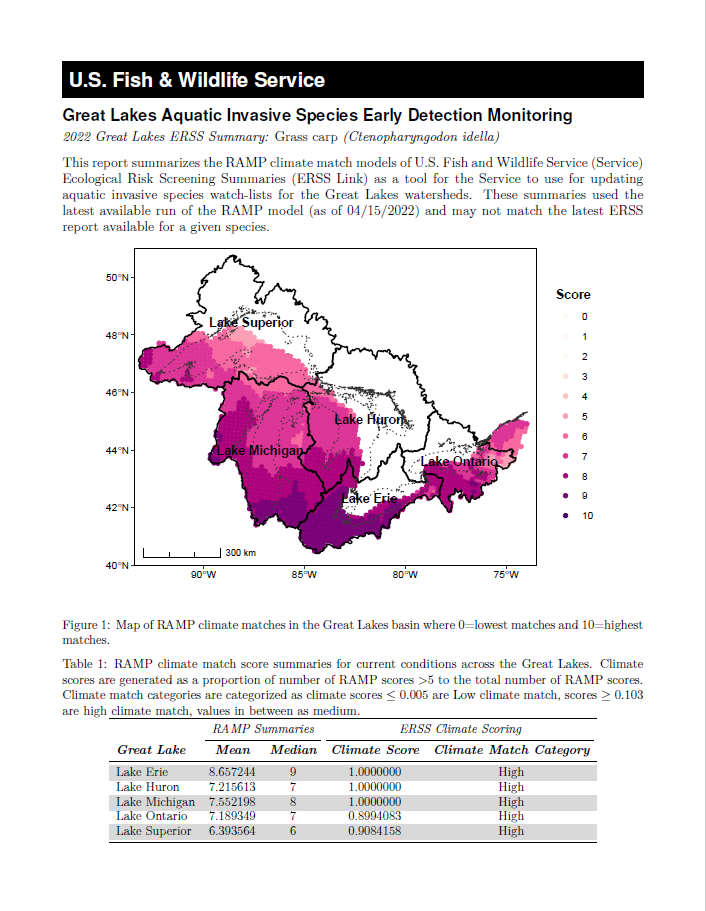 U.S. Fish & Wildlife Service
Great Lakes Aquatic Invasive Species Early Detection Monitoring
2022 Great Lakes ERSS Summary: Grass carp (Ctenopharyngodon idella)
This report summarizes the RAMP climate match models of U.S. Fish and Wildlife Service (Service)
Ecological Risk Screening Summaries (ERSS Link) as a tool for the Service to use for updating
aquatic invasive species watch-lists for the Great Lakes watersheds. These summaries used the
latest available run of the RAMP model (as of 04/15/2022) and may not match the latest ERSS
report available for a given species.
50°N
48°N
46°N
44°N
42°N
40°N
Lake Superior
Lake Huron
Lake Michigan
Lake Ontario
Lake Erie
300 km
90°W 85°W 80°W 75°W
Score
0
1
2
3
4
5
6
7
8
9
10
Figure 1: Map of RAMP climate matches in the Great Lakes basin where 0=lowest matches and 10=highest
matches.
Table 1: RAMP climate match score summaries for current conditions across the Great Lakes. Climate
scores are generated as a proportion of number of RAMP scores >5 to the total number of RAMP scores.
Climate match categories are categorized as climate scores ≤ 0.005 are Low climate match, scores ≥ 0.103
are high climate match, values in between as medium.
RAMP Summaries ERSS Climate Scoring
Great Lake Mean Median Climate Score Climate Match Category
Lake Erie 8.657244 9 1.0000000 High
Lake Huron 7.215613 7 1.0000000 High
Lake Michigan 7.552198 8 1.0000000 High
Lake Ontario 7.189349 7 0.8994083 High
Lake Superior 6.393564 6 0.9084158 High